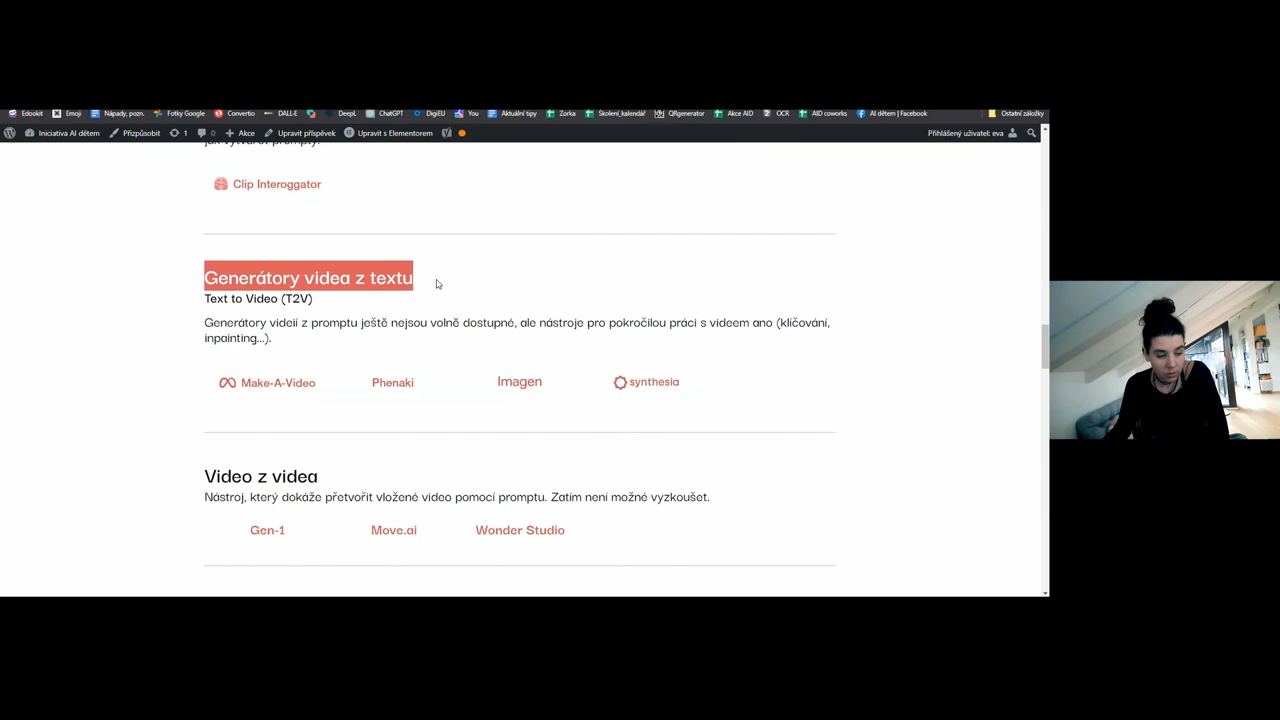 Edookit Emoji Nápady, pozn. Fotky Google Convertio DALL·E DeepL ChatGPT DigiEU You Aktuální tipy Zorka Školení_kalendář QRgenerator Akce AID OCR AID coworks AI dětem | Facebook Ostatní záložky
Iniciativa AI dětem Přizpůsobit 1 0 Akce Upravit příspěvek Upravit s Elementorem Přihlášený uživatel: eva
jak vytvářet prompty.
Clip Interoggator
Generátory videa z textu
Text to Video (T2V)
Generátory videií z promptu ještě nejsou volně dostupné, ale nástroje pro pokročilou práci s videem ano (klíčování,
inpainting...).
Make-A-Video Phenaki Imagen synthesia
Video z videa
Nástroj, který dokáže přetvořit vložené video pomocí promptu. Zatím není možné vyzkoušet.
Gen-1 Move.ai Wonder Studio